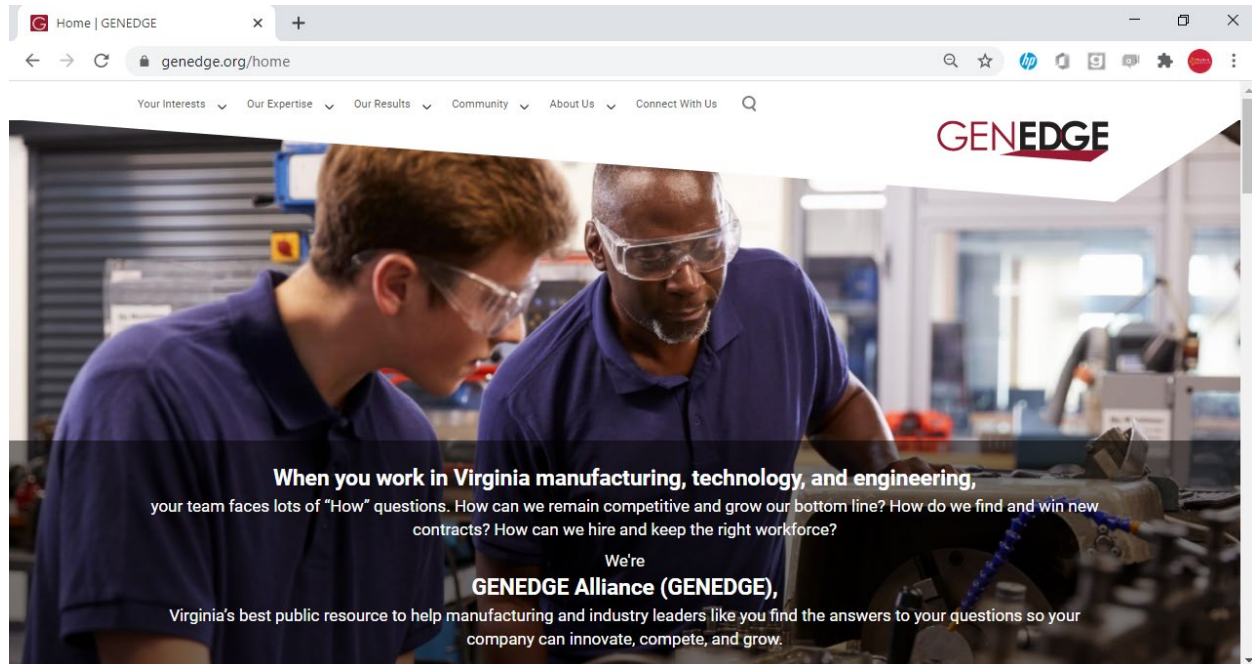 Home | GENEDGE
genedge.org/home
Your Interests Our Expertise Our Results Community About Us Connect With Us
GENEDGE
When you work in Virginia manufacturing, technology, and engineering,
your team faces lots of “How” questions. How can we remain competitive and grow our bottom line? How do we find and win new
contracts? How can we hire and keep the right workforce?
We're
GENEDGE Alliance (GENEDGE),
Virginia’s best public resource to help manufacturing and industry leaders like you find the answers to your questions so your
company can innovate, compete, and grow.